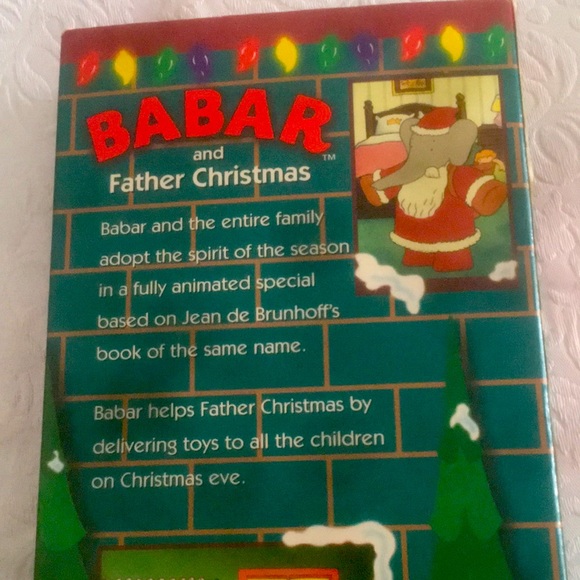 BABAR™
and
Father Christmas
Babar and the entire family
adopt the spirit of the season
in a fully animated special
based on Jean de Brunhoff's
book of the same name.
Babar helps Father Christmas by
delivering toys to all the children
on Christmas eve.